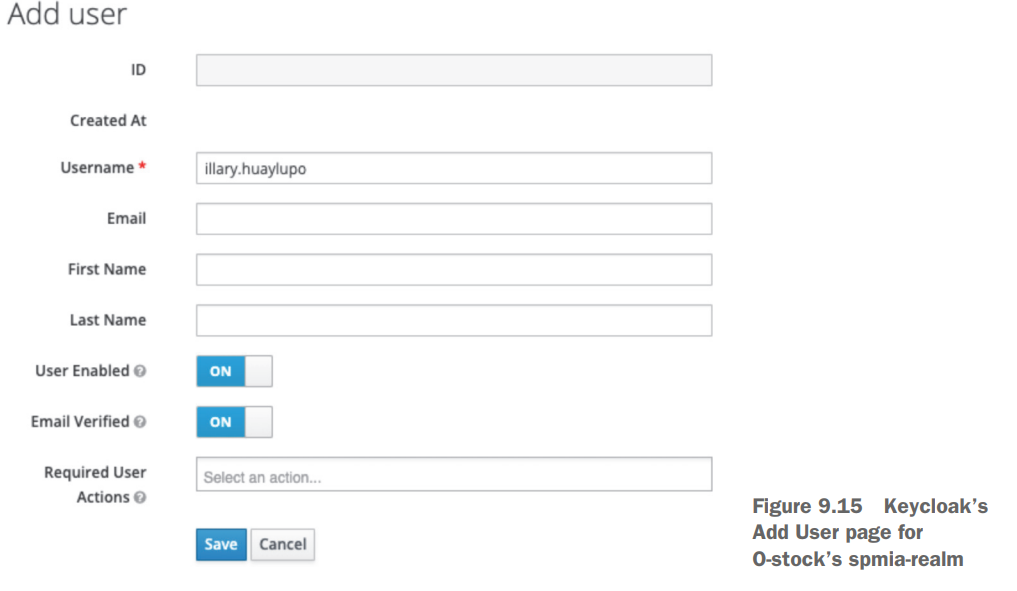 Add user
ID
Created At
Username *
illary.huaylupo
Email
First Name
Last Name
User Enabled
ON
Email Verified
ON
Required User
Actions
Select an action...
Save Cancel
Figure 9.15 Keycloak’s
Add User page for
O-stock’s spmia-realm